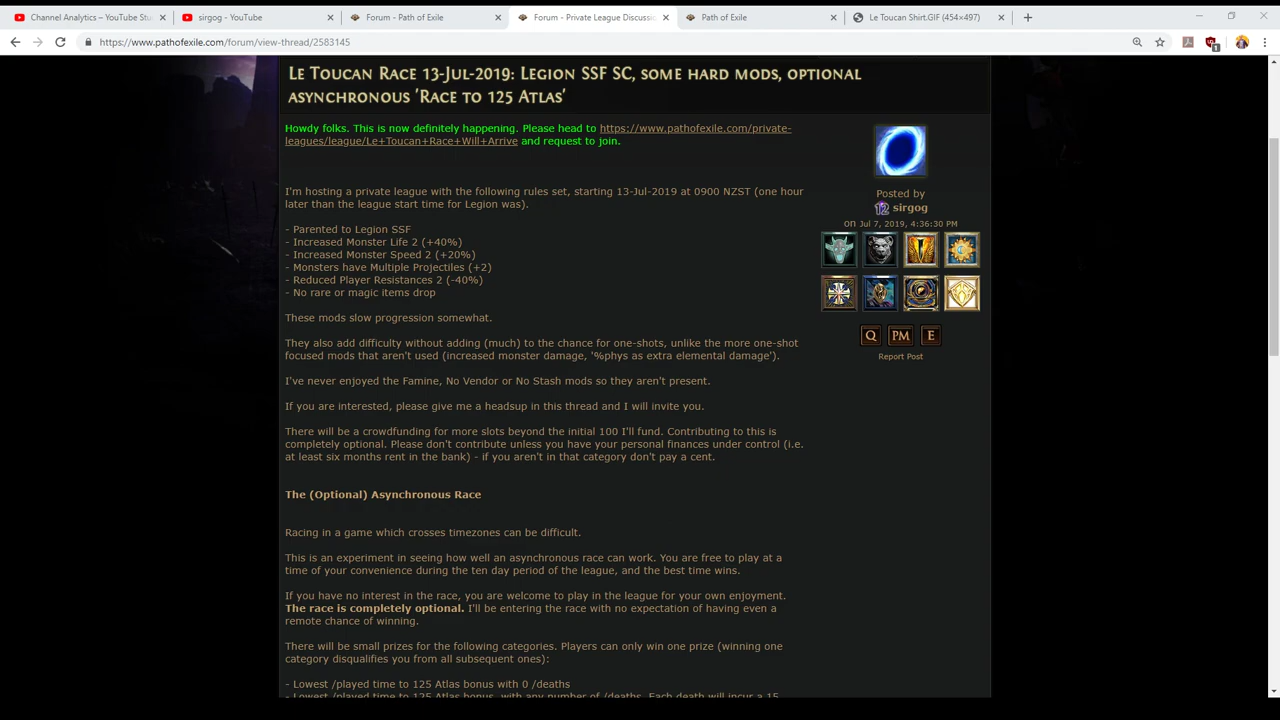 Channel Analytics – YouTube Stu
sirgog - YouTube
Forum - Path of Exile
Forum - Private League Discussio
Path of Exile
Le Toucan Shirt.GIF (454×497)
https://www.pathofexile.com/forum/view-thread/2583145
Le Toucan Race 13-Jul-2019: Legion SSF SC, some hard mods, optional
asynchronous 'Race to 125 Atlas'
Howdy folks. This is now definitely happening. Please head to https://www.pathofexile.com/private-
leagues/league/Le+Toucan+Race+Will+Arrive and request to join.
I'm hosting a private league with the following rules set, starting 13-Jul-2019 at 0900 NZST (one hour
later than the league start time for Legion was).
- Parented to Legion SSF
- Increased Monster Life 2 (+40%)
- Increased Monster Speed 2 (+20%)
- Monsters have Multiple Projectiles (+2)
- Reduced Player Resistances 2 (-40%)
- No rare or magic items drop
These mods slow progression somewhat.
They also add difficulty without adding (much) to the chance for one-shots, unlike the more one-shot
focused mods that aren't used (increased monster damage, '%phys as extra elemental damage').
I've never enjoyed the Famine, No Vendor or No Stash mods so they aren't present.
If you are interested, please give me a headsup in this thread and I will invite you.
There will be a crowdfunding for more slots beyond the initial 100 I'll fund. Contributing to this is
completely optional. Please don't contribute unless you have your personal finances under control (i.e.
at least six months rent in the bank) - if you aren't in that category don't pay a cent.
The (Optional) Asynchronous Race
Racing in a game which crosses timezones can be difficult.
This is an experiment in seeing how well an asynchronous race can work. You are free to play at a
time of your convenience during the ten day period of the league, and the best time wins.
If you have no interest in the race, you are welcome to play in the league for your own enjoyment.
The race is completely optional. I'll be entering the race with no expectation of having even a
remote chance of winning.
There will be small prizes for the following categories. Players can only win one prize (winning one
category disqualifies you from all subsequent ones):
- Lowest /played time to 125 Atlas bonus with 0 /deaths
- Lowest /played time to 125 Atlas bonus, with any number of /deaths. Each death will incur a 15
Posted by
12 sirgog
on Jul 7, 2019, 4:36:30 PM
Q PM E
Report Post